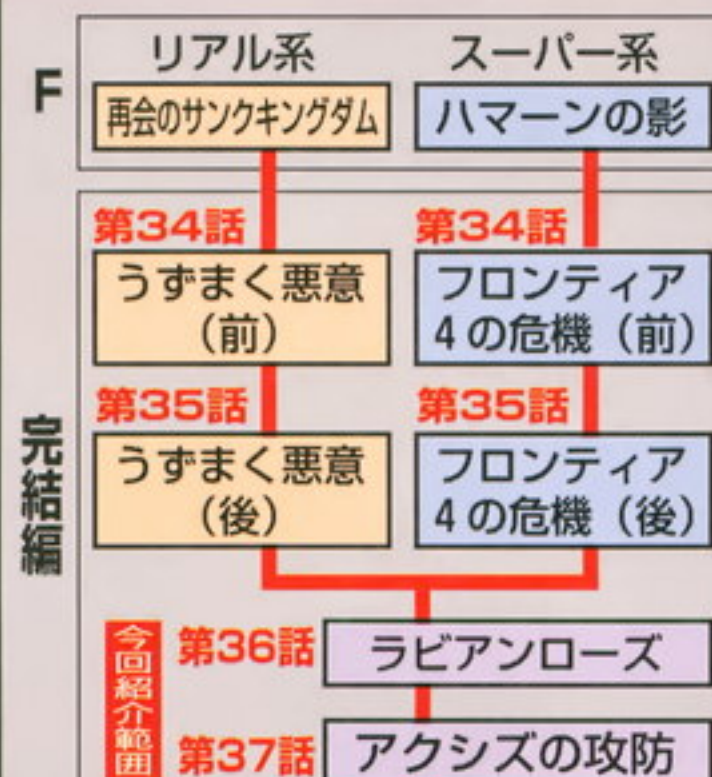 F
リアル系
スーパー系
再会のサンクキングダム
ハマーンの影
完結編
第34話
第34話
うずまく悪意
（前）
フロンティア
4の危機（前）
第35話
第35話
うずまく悪意
（後）
フロンティア
4の危機（後）
今回紹介範囲
第36話
ラビアンローズ
第37話
アクシズの攻防